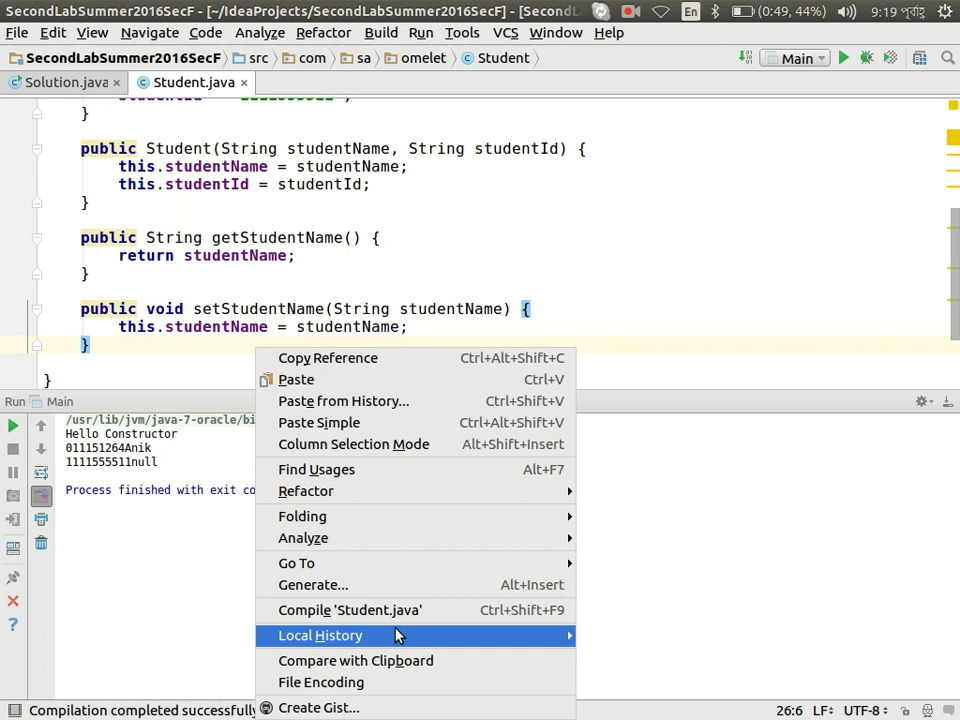 SecondLabSummer2016SecF - [~/IdeaProjects/SecondLabSummer2016SecF] - [SecondL
En (0:49, 44%) 9:19 পূর্বাহ্ন
File Edit View Navigate Code Analyze Refactor Build Run Tools VCS Window Help
SecondLabSummer2016SecF src com sa omelet Student Main
Solution.java × Student.java ×
}
public Student(String studentName, String studentId) {
this.studentName = studentName;
this.studentId = studentId;
}
public String getStudentName() {
return studentName;
}
public void setStudentName(String studentName) {
this.studentName = studentName;
}
}
Run Main
/usr/lib/jvm/java-7-oracle/bi
Hello Constructor
011151264Anik
1111555511null
Process finished with exit co
Copy Reference Ctrl+Alt+Shift+C
Paste Ctrl+V
Paste from History... Ctrl+Shift+V
Paste Simple Ctrl+Alt+Shift+V
Column Selection Mode Alt+Shift+Insert
Find Usages Alt+F7
Refactor
Folding
Analyze
Go To
Generate... Alt+Insert
Compile 'Student.java' Ctrl+Shift+F9
Local History
Compare with Clipboard
File Encoding
Create Gist...
Compilation completed successfully 26:6 LF÷ UTF-8÷